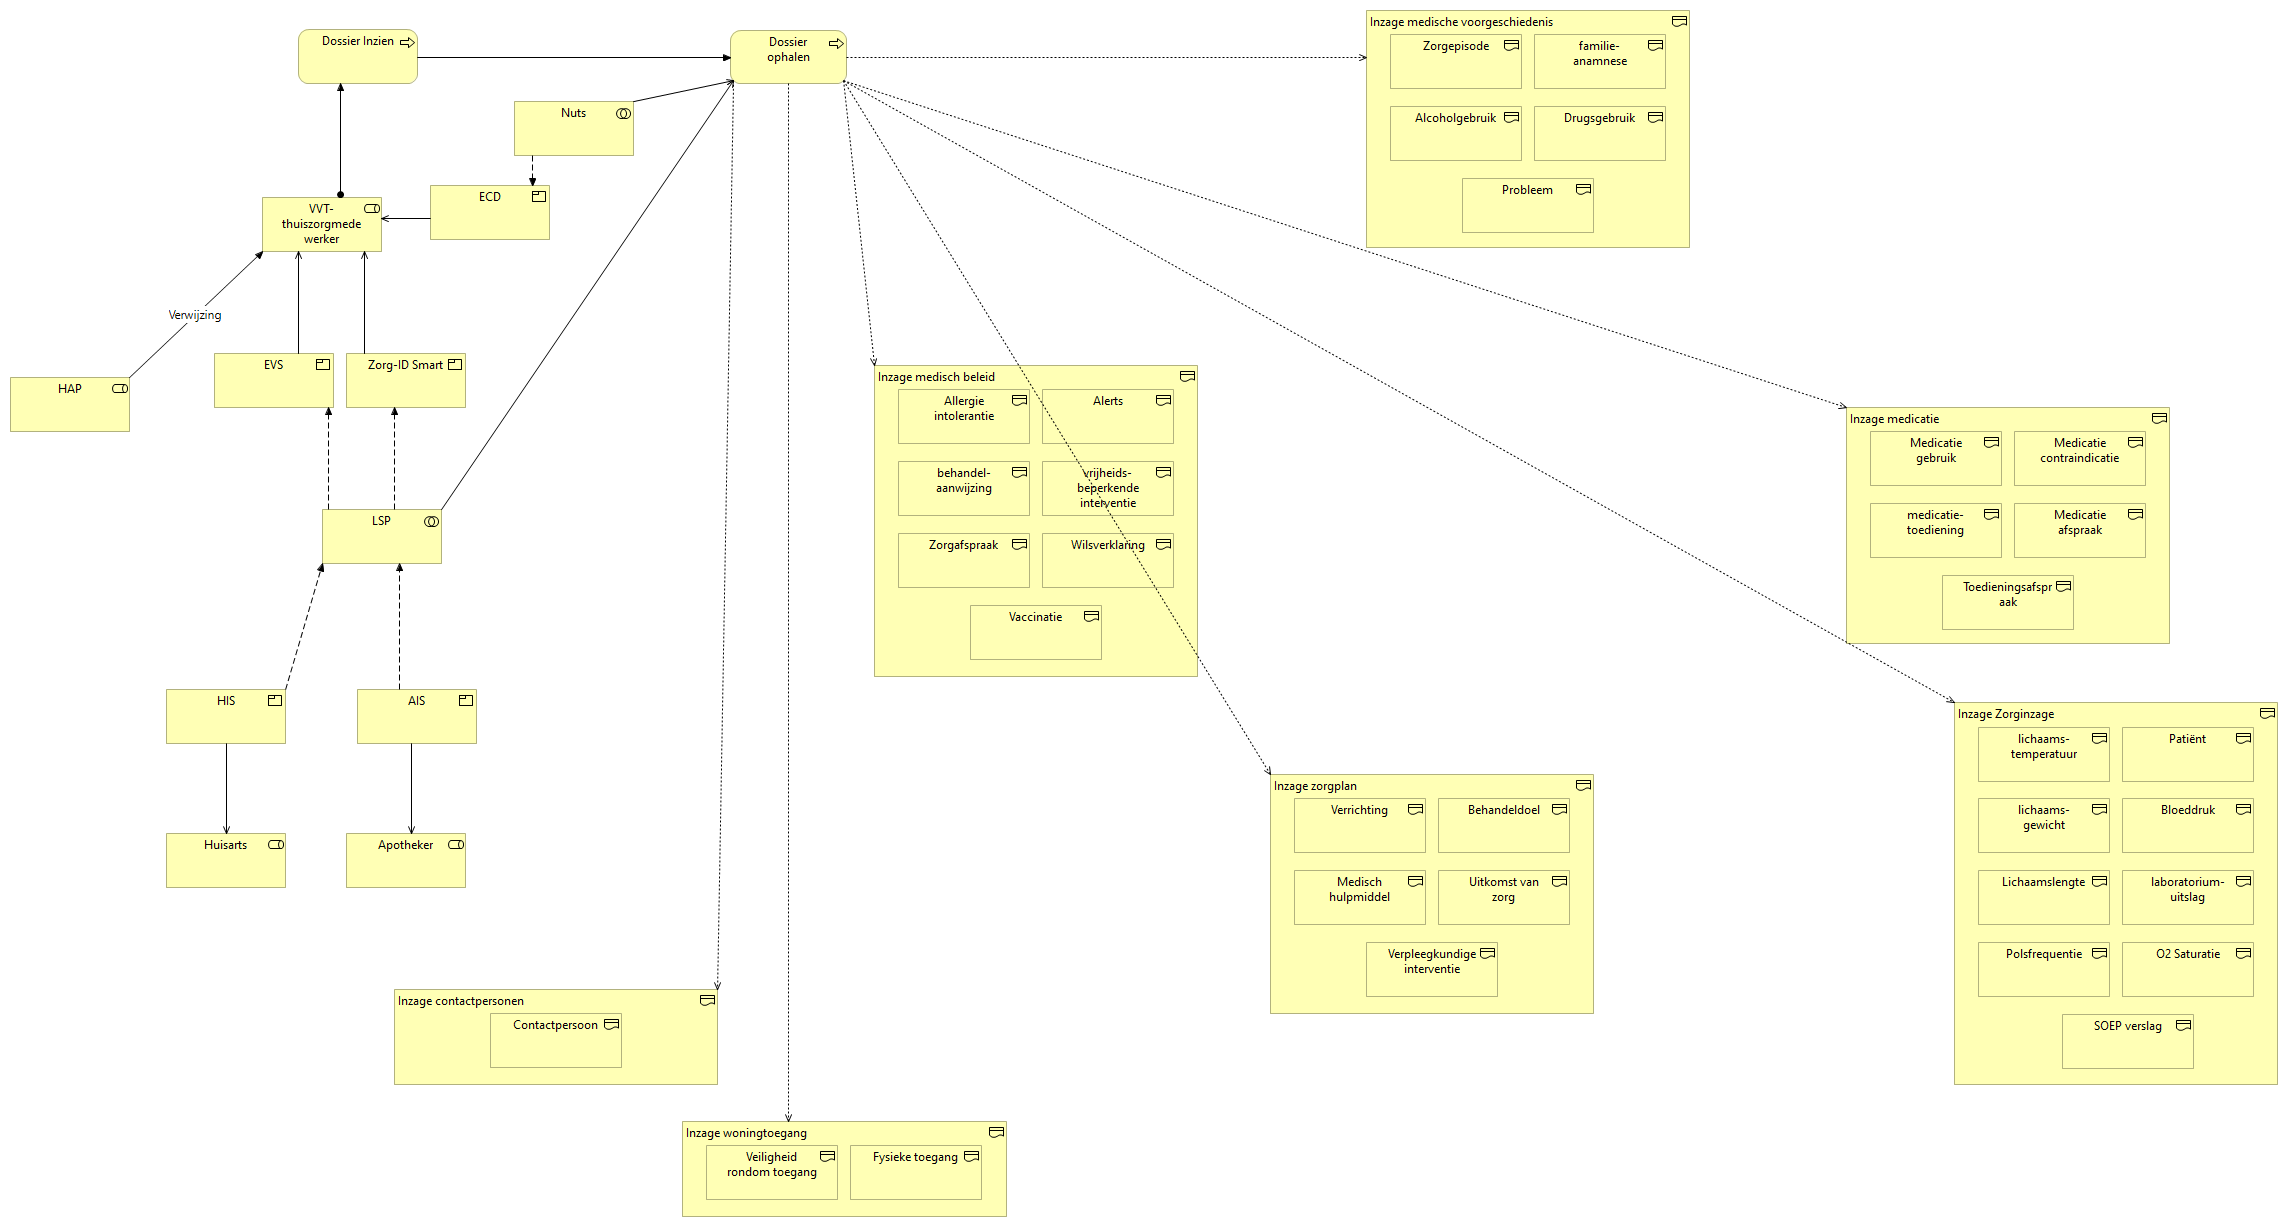 Dossier Inzien
Dossier
ophalen
Nuts
ECD
VVT-
thuiszorgmede
werker
Verwijzing
HAP
EVS
Zorg-ID Smart
LSP
HIS
AIS
Huisarts
Apotheker
Inzage medische voorgeschiedenis
Zorgepisode
familie-
anamnese
Alcoholgebruik
Drugsgebruik
Probleem
Inzage medisch beleid
Allergie
intolerantie
Alerts
behandel-
aanwijzing
vrijheids-
beperkende
interventie
Zorgafspraak
Wilsverklaring
Vaccinatie
Inzage medicatie
Medicatie
gebruik
Medicatie
contraindicatie
medicatie-
toediening
Medicatie
afspraak
Toedieningsafspr
aak
Inzage Zorginzage
lichaams-
temperatuur
Patiënt
lichaams-
gewicht
Bloeddruk
Lichaamslengte
laboratorium-
uitslag
Polsfrequentie
O2 Saturatie
SOEP verslag
Inzage zorgplan
Verrichting
Behandeldoel
Medisch
hulpmiddel
Uitkomst van
zorg
Verpleegkundige
interventie
Inzage contactpersonen
Contactpersoon
Inzage woningtoegang
Veiligheid
rondom toegang
Fysieke toegang